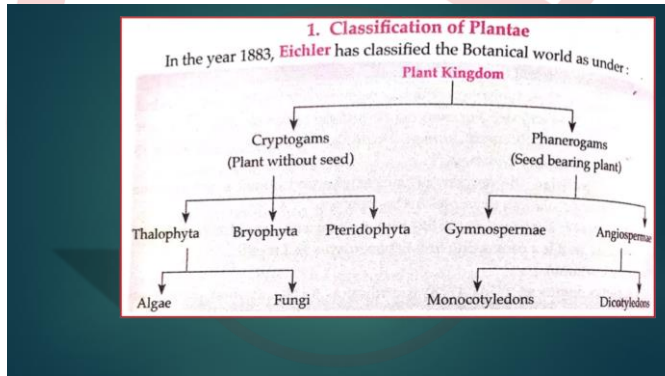 1. Classification of Plantae
In the year 1883, Eichler has classified the Botanical world as under:
Plant Kingdom
Cryptogams Phanerogams
(Plant without seed) (Seed bearing plant)
Thalophyta Bryophyta Pteridophyta Gymnospermae Angiospermae
Algae Fungi Monocotyledons Dicotyledons